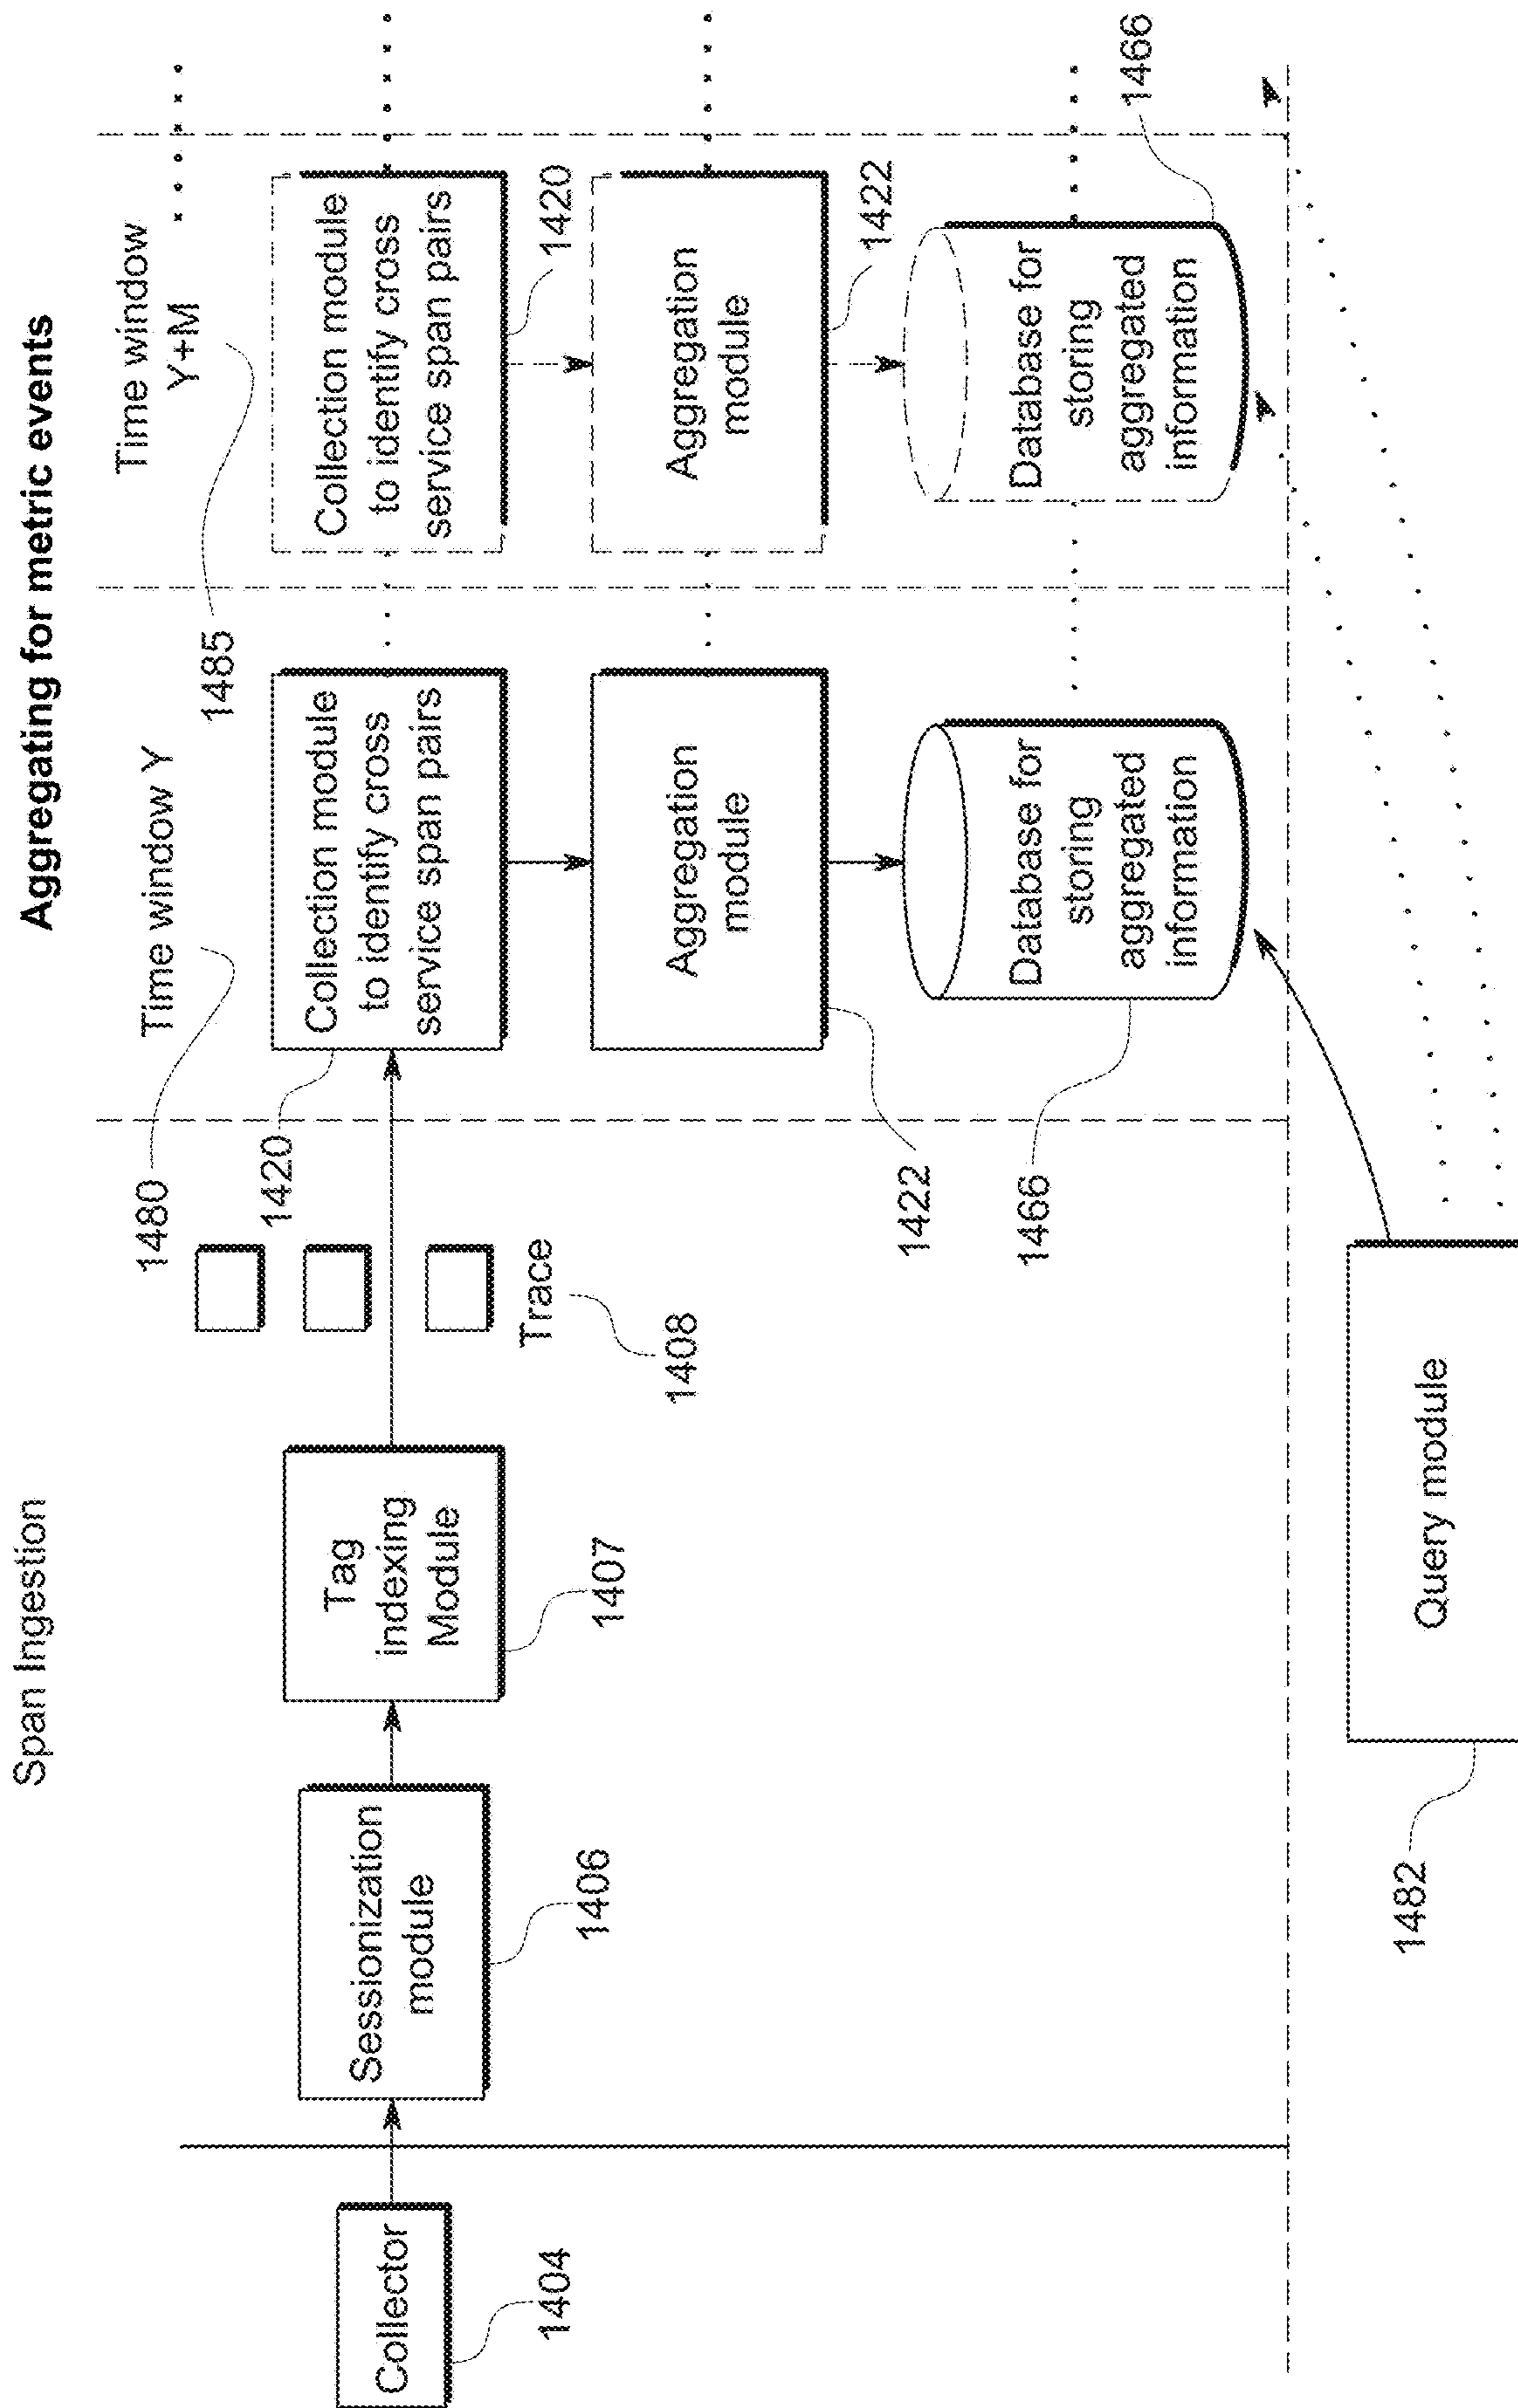 Span Ingestion
Aggregating for metric events
Collector
1404
Sessionization
module
1406
Tag
indexing
Module
1407
Trace
1408
1480
Time window Y
1420
Collection module
to identify cross
service span pairs
Aggregation
module
1422
Database for
storing
aggregated
information
1466
1485
Time window
Y+M
Collection module
to identify cross
service span pairs
1420
Aggregation
module
1422
Database for
storing
aggregated
information
1466
Query module
1482